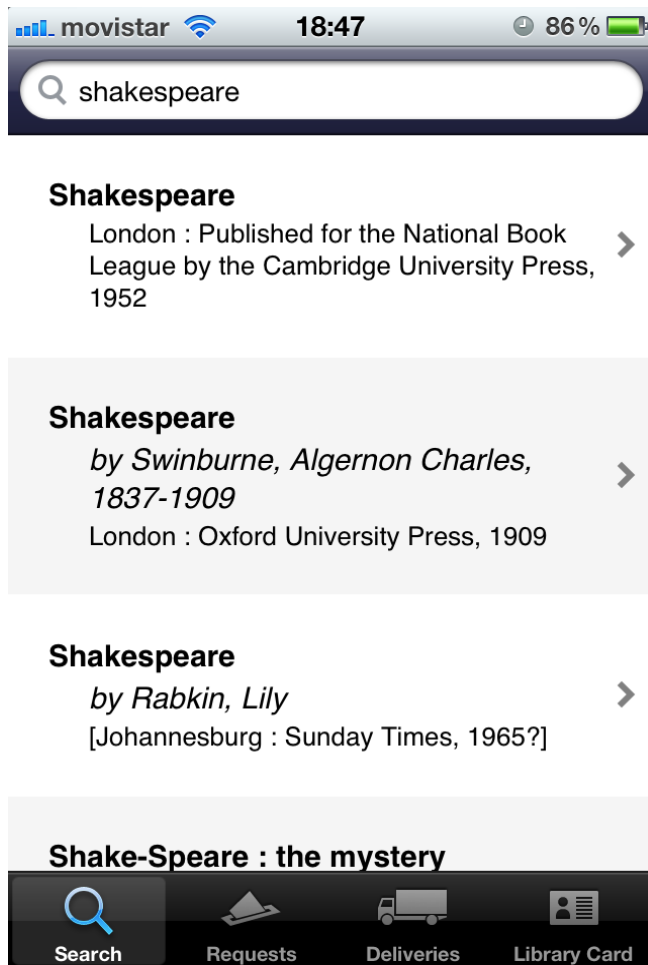 movistar 18:47 86%
shakespeare
Shakespeare
London : Published for the National Book
League by the Cambridge University Press,
1952
Shakespeare
by Swinburne, Algernon Charles,
1837-1909
London : Oxford University Press, 1909
Shakespeare
by Rabkin, Lily
[Johannesburg : Sunday Times, 1965?]
Shake-Speare : the mystery
Search Requests Deliveries Library Card